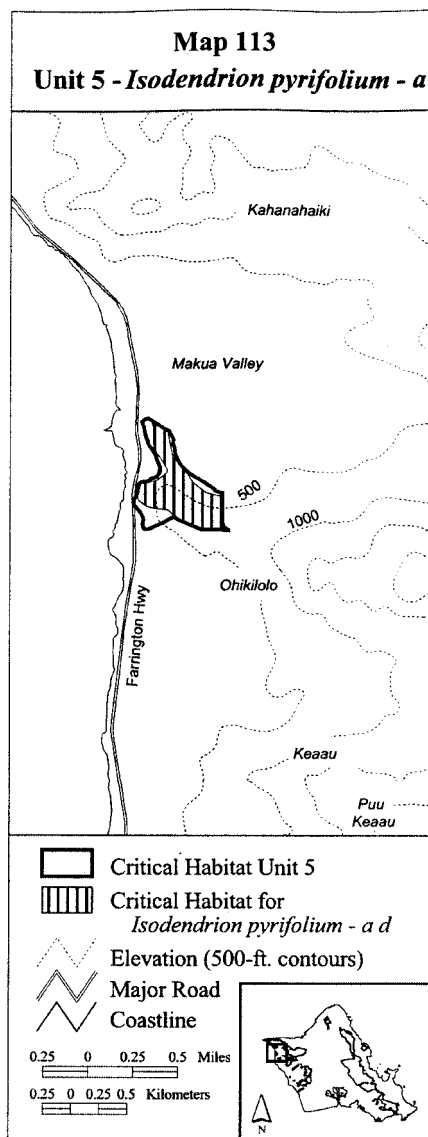 Map 113
Unit 5 - Isodendrion pyrifolium - a
Kahanahaiki
Makua Valley
500
1000
Ohikilolo
Farrington Hwy
Keaau
Puu
Keaau
Critical Habitat Unit 5
Critical Habitat for
Isodendrion pyrifolium - a d
Elevation (500-ft. contours)
Major Road
Coastline
0.25 0 0.25 0.5 Miles
0.25 0 0.25 0.5 Kilometers
N